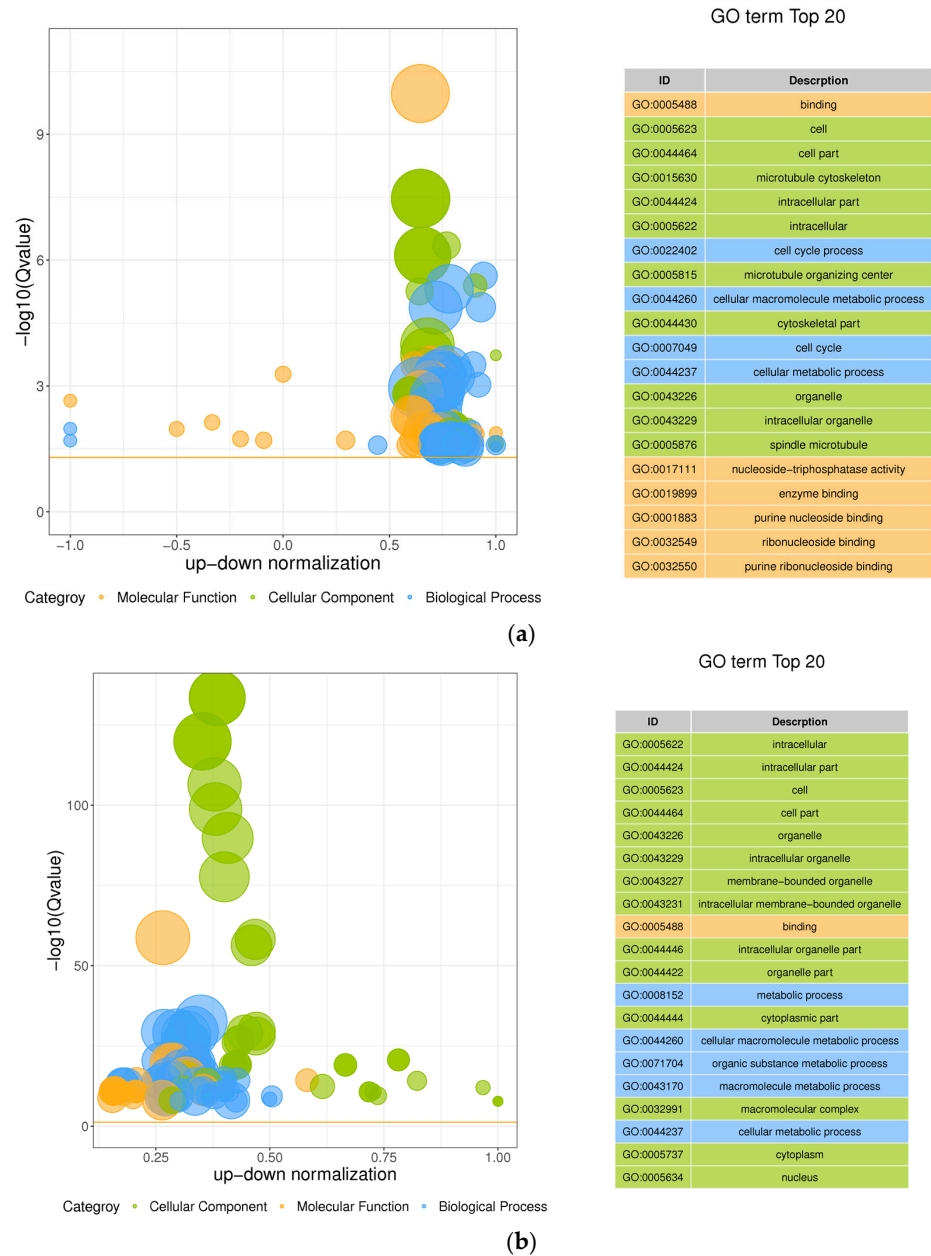 GO term Top 20
−log10(Qvalue)
9
6
3
0
−1.0 −0.5 0.0 0.5 1.0
up−down normalization
Categroy Molecular Function Cellular Component Biological Process
ID Descrption
GO:0005488 binding
GO:0005623 cell
GO:0044464 cell part
GO:0015630 microtubule cytoskeleton
GO:0044424 intracellular part
GO:0005622 intracellular
GO:0022402 cell cycle process
GO:0005815 microtubule organizing center
GO:0044260 cellular macromolecule metabolic process
GO:0044430 cytoskeletal part
GO:0007049 cell cycle
GO:0044237 cellular metabolic process
GO:0043226 organelle
GO:0043229 intracellular organelle
GO:0005876 spindle microtubule
GO:0017111 nucleoside−triphosphatase activity
GO:0019899 enzyme binding
GO:0001883 purine nucleoside binding
GO:0032549 ribonucleoside binding
GO:0032550 purine ribonucleoside binding
(a)
GO term Top 20
−log10(Qvalue)
100
50
0
0.25 0.50 0.75 1.00
up−down normalization
Categroy Cellular Component Molecular Function Biological Process
ID Descrption
GO:0005622 intracellular
GO:0044424 intracellular part
GO:0005623 cell
GO:0044464 cell part
GO:0043226 organelle
GO:0043229 intracellular organelle
GO:0043227 membrane−bounded organelle
GO:0043231 intracellular membrane−bounded organelle
GO:0005488 binding
GO:0044446 intracellular organelle part
GO:0044422 organelle part
GO:0008152 metabolic process
GO:0044444 cytoplasmic part
GO:0044260 cellular macromolecule metabolic process
GO:0071704 organic substance metabolic process
GO:0043170 macromolecule metabolic process
GO:0032991 macromolecular complex
GO:0044237 cellular metabolic process
GO:0005737 cytoplasm
GO:0005634 nucleus
(b)